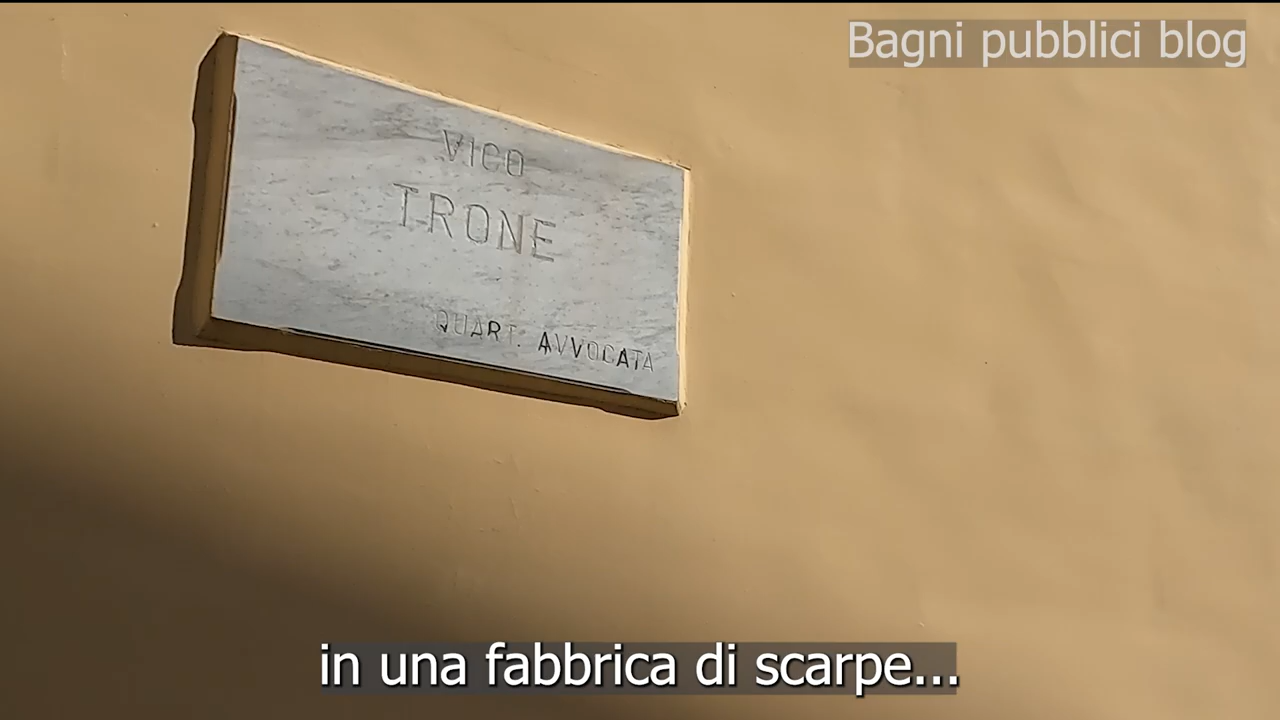 Bagni pubblici blog
VICO
TRONE
QUART. AVVOCATA
in una fabbrica di scarpe...